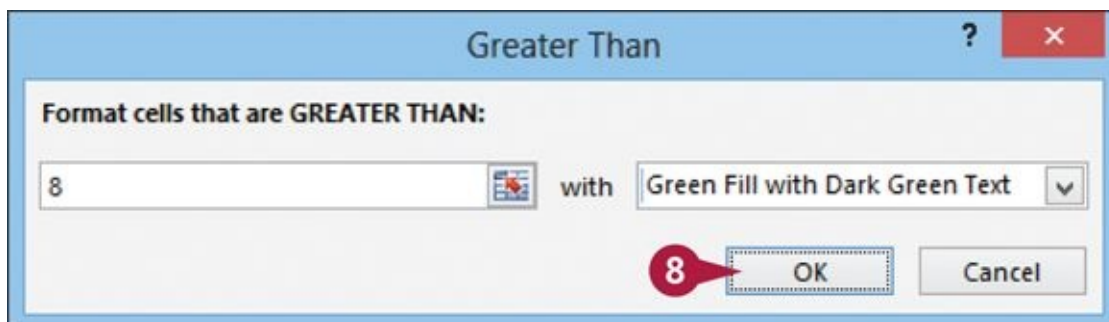 Greater Than ?
Format cells that are GREATER THAN:
8 with Green Fill with Dark Green Text
8 OK Cancel